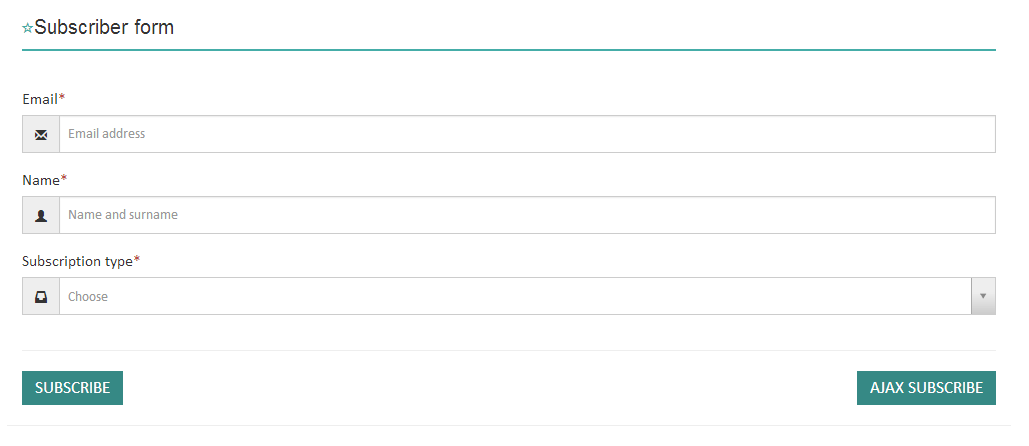 ☆Subscriber form
Email*
Email address
Name*
Name and surname
Subscription type*
Choose
SUBSCRIBE AJAX SUBSCRIBE